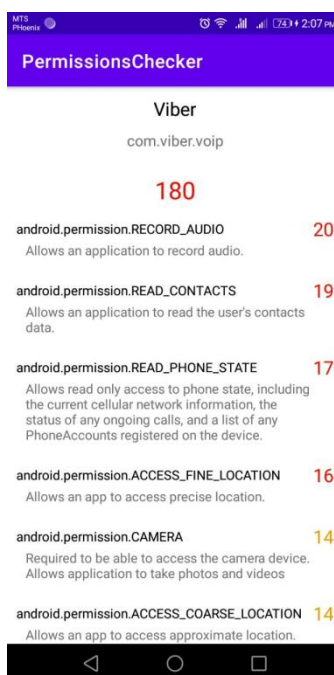 MTS
PHoenix
74 2:07 PM
PermissionsChecker
Viber
com.viber.voip
180
android.permission.RECORD_AUDIO 20
Allows an application to record audio.
android.permission.READ_CONTACTS 19
Allows an application to read the user's contacts
data.
android.permission.READ_PHONE_STATE 17
Allows read only access to phone state, including
the current cellular network information, the
status of any ongoing calls, and a list of any
PhoneAccounts registered on the device.
android.permission.ACCESS_FINE_LOCATION 16
Allows an app to access precise location.
android.permission.CAMERA 14
Required to be able to access the camera device.
Allows application to take photos and videos
android.permission.ACCESS_COARSE_LOCATION 14
Allows an app to access approximate location.